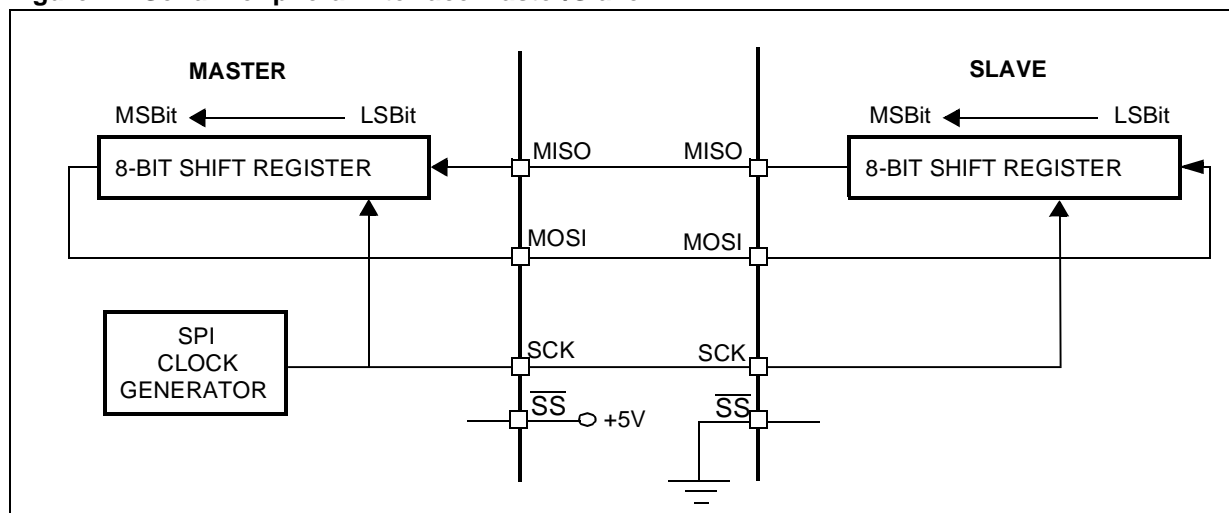 MASTER
SLAVE
MSBit LSBit
MSBit LSBit
8-BIT SHIFT REGISTER
MISO
MISO
8-BIT SHIFT REGISTER
MOSI
MOSI
SPI
CLOCK
GENERATOR
SCK
SCK
SS
+5V
SS